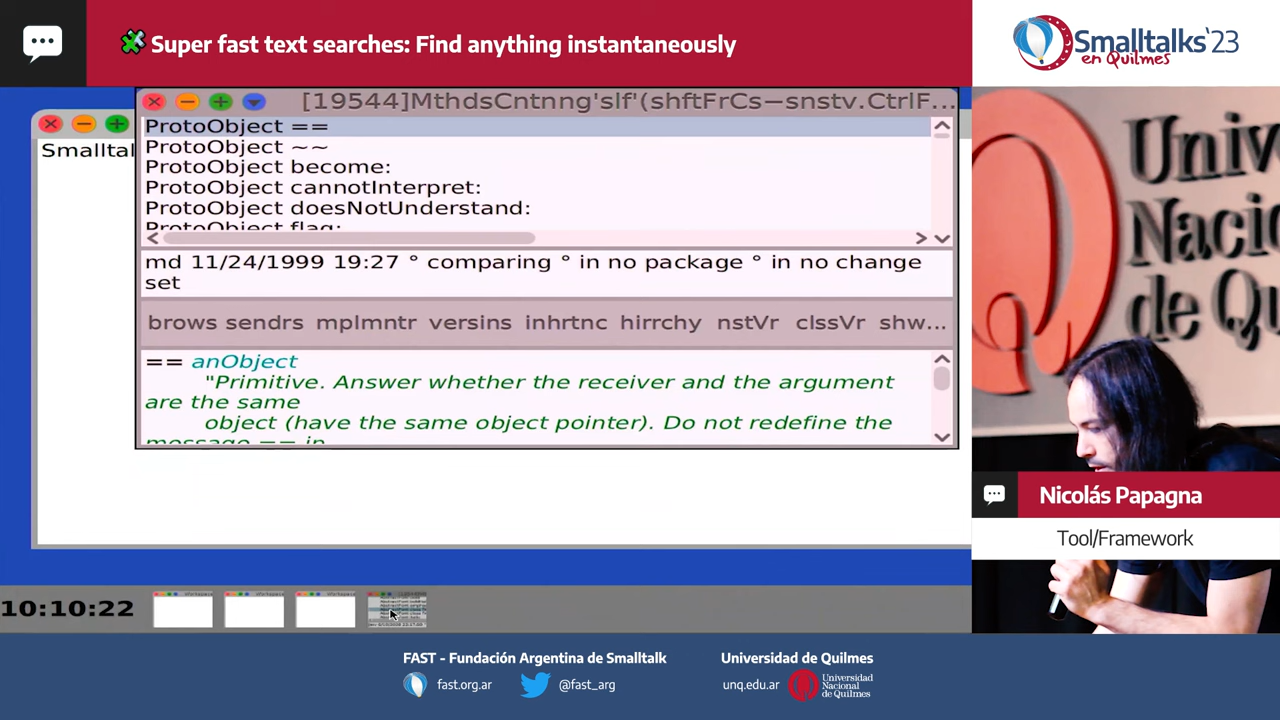 Super fast text searches: Find anything instantaneously
Smalltalks'23
en Quilmes
[19544]MthdsCntnng'slf'(shftFrCs—snstv.CtrlF...
Smalltal
ProtoObject ==
ProtoObject ~~
ProtoObject become:
ProtoObject cannotInterpret:
ProtoObject doesNotUnderstand:
ProtoObject flag:
md 11/24/1999 19:27 ° comparing ° in no package ° in no change
set
brows sendrs mplmntr versins inhrtnc hirrchy nstVr clssVr shw...
== anObject
"Primitive. Answer whether the receiver and the argument
are the same
object (have the same object pointer). Do not redefine the
message == in
Univ
Nacio
de Qu
Nicolás Papagna
Tool/Framework
10:10:22
FAST - Fundación Argentina de Smalltalk
fast.org.ar
@fast_arg
Universidad de Quilmes
unq.edu.ar
Universidad
Nacional
de Quilmes